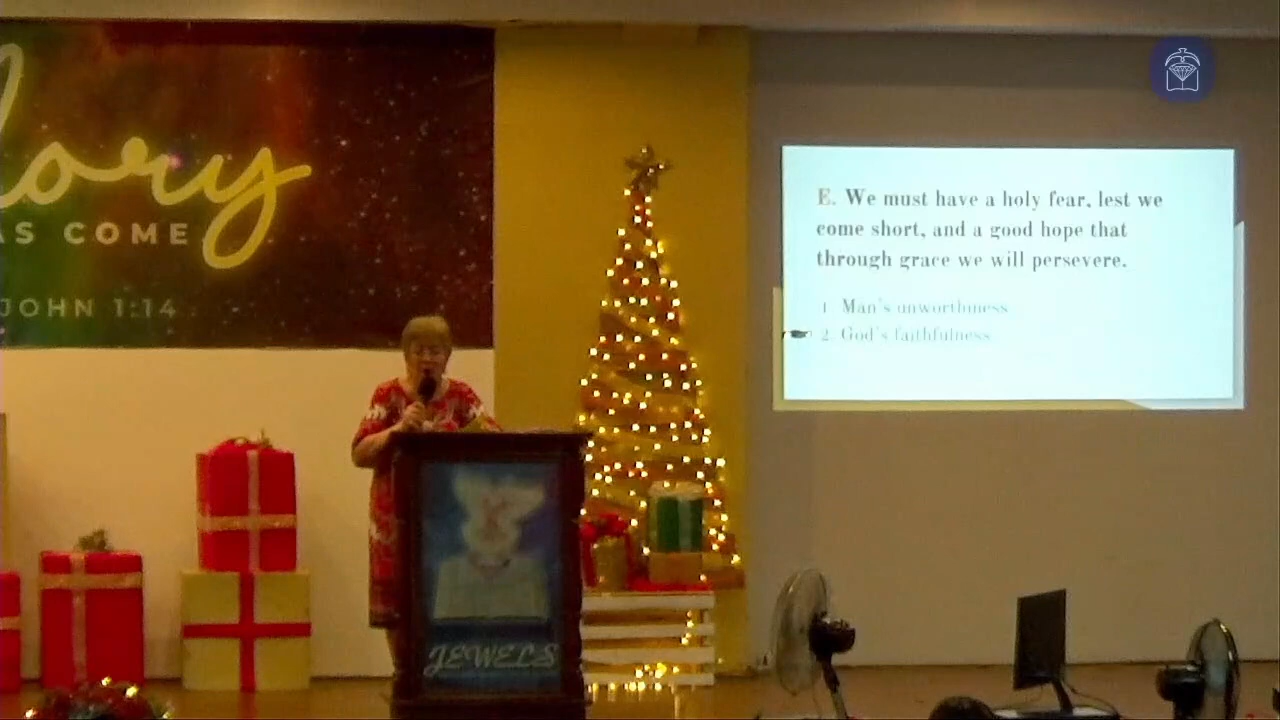 lory
AS COME
JOHN 1:14
E. We must have a holy fear, lest we
come short, and a good hope that
through grace we will persevere.
1. Man's unworthiness
2. God's faithfulness
JEWELS